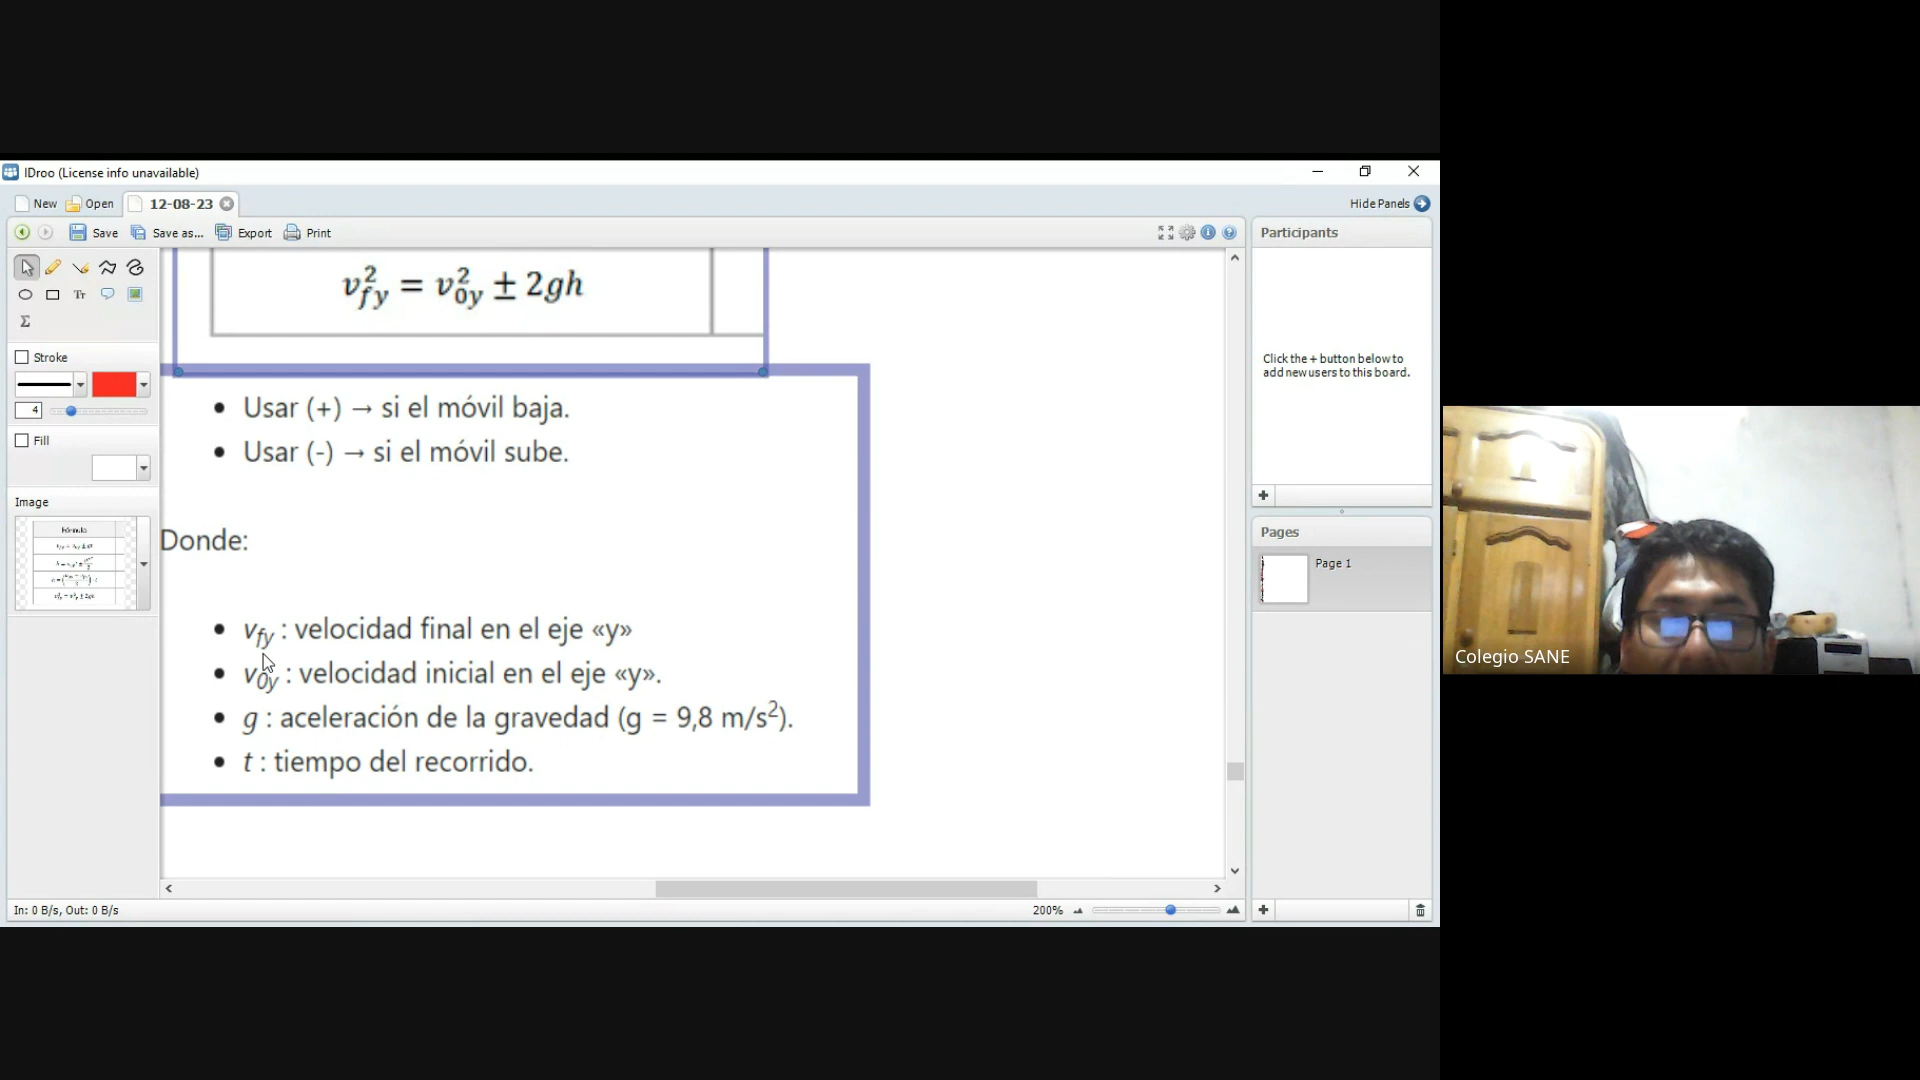 IDroo (License info unavailable)
New Open 12-08-23 Hide Panels
Save Save as... Export Print
Participants
Click the + button below to
add new users to this board.
Pages
Page 1
Tr
Σ
Stroke
4
Fill
Image
Fórmula
v²fy = v²0y ± 2gh
• Usar (+) → si el móvil baja.
• Usar (-) → si el móvil sube.
Donde:
• vfy : velocidad final en el eje «y»
• v0y : velocidad inicial en el eje «y».
• g : aceleración de la gravedad (g = 9,8 m/s²).
• t : tiempo del recorrido.
In: 0 B/s, Out: 0 B/s
200%
Colegio SANE